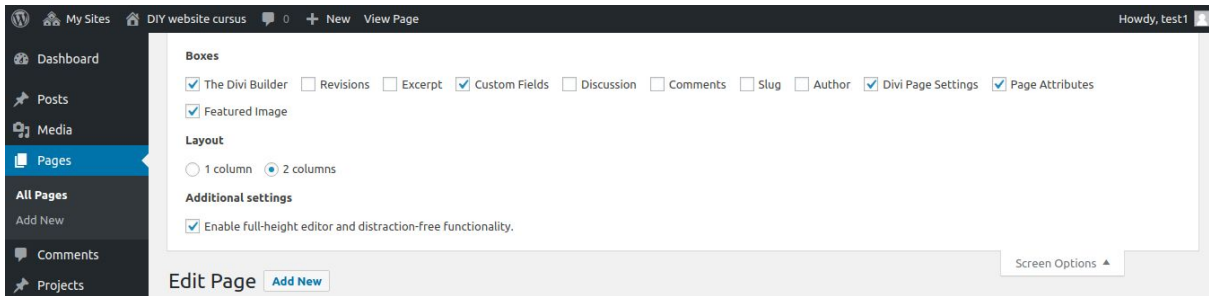 My Sites DIY website cursus 0 New View Page Howdy, test1
Dashboard
Posts
Media
Pages
All Pages
Add New
Comments
Projects
Boxes
The Divi Builder Revisions Excerpt Custom Fields Discussion Comments Slug Author Divi Page Settings Page Attributes
Featured Image
Layout
1 column 2 columns
Additional settings
Enable full-height editor and distraction-free functionality.
Screen Options
Edit Page Add New